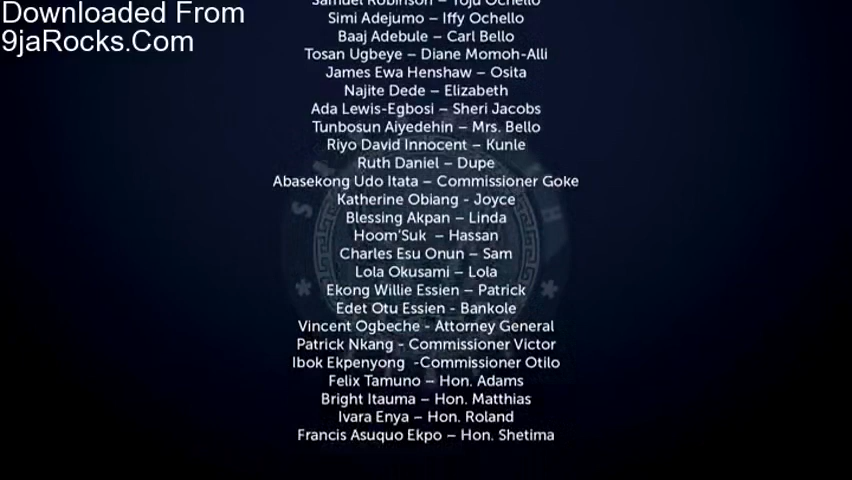 Downloaded From
9jaRocks.Com
Samuel Robinson – Toju Ochello
Simi Adejumo – Iffy Ochello
Baaj Adebule – Carl Bello
Tosan Ugbeye – Diane Momoh-Alli
James Ewa Henshaw – Osita
Najite Dede – Elizabeth
Ada Lewis-Egbosi – Sheri Jacobs
Tunbosun Aiyedehin – Mrs. Bello
Riyo David Innocent – Kunle
Ruth Daniel – Dupe
Abasekong Udo Itata – Commissioner Goke
Katherine Obiang - Joyce
Blessing Akpan – Linda
Hoom'Suk  – Hassan
Charles Esu Onun – Sam
Lola Okusami – Lola
Ekong Willie Essien – Patrick
Edet Otu Essien - Bankole
Vincent Ogbeche - Attorney General
Patrick Nkang - Commissioner Victor
Ibok Ekpenyong  -Commissioner Otilo
Felix Tamuno – Hon. Adams
Bright Itauma – Hon. Matthias
Ivara Enya – Hon. Roland
Francis Asuquo Ekpo – Hon. Shetima